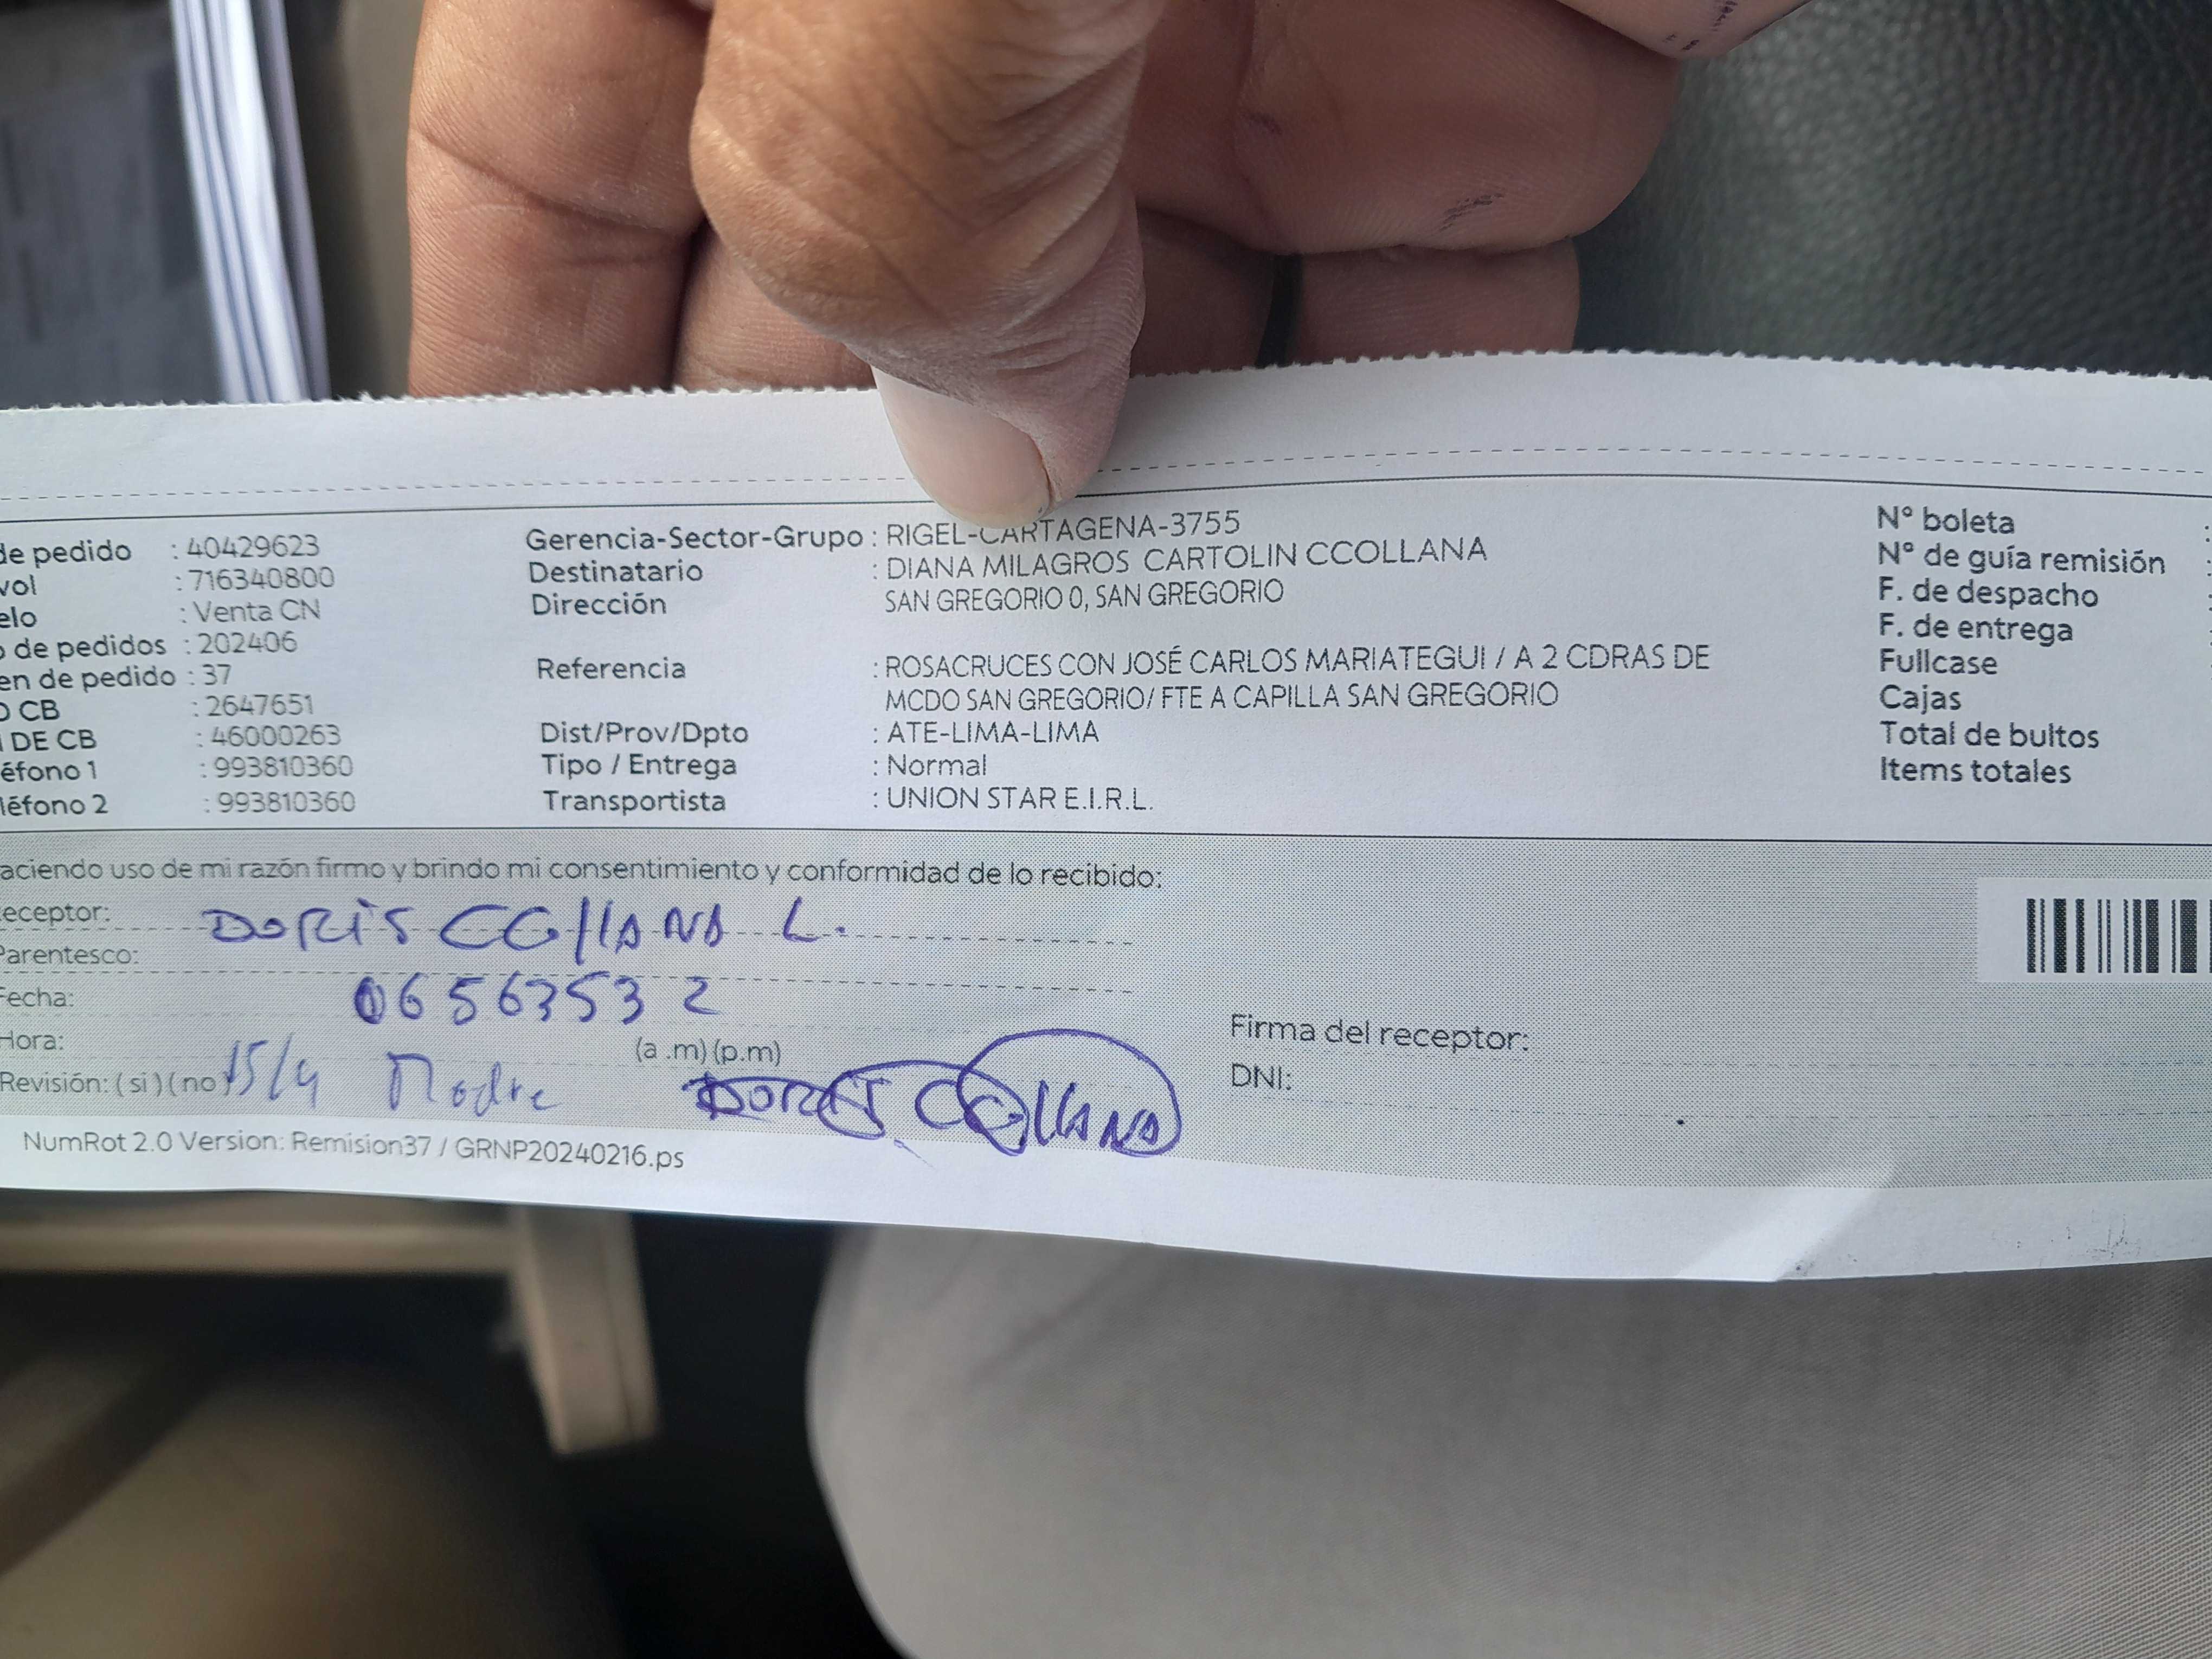 de pedido : 40429623
vol : 716340800
elo : Venta CN
o de pedidos : 202406
en de pedido : 37
O CB : 2647651
I DE CB : 46000263
éfono 1 : 993810360
léfono 2 : 993810360
Gerencia-Sector-Grupo : RIGEL-CARTAGENA-3755
Destinatario : DIANA MILAGROS CARTOLIN CCOLLANA
Dirección SAN GREGORIO 0, SAN GREGORIO
Referencia : ROSACRUCES CON JOSÉ CARLOS MARIATEGUI / A 2 CDRAS DE
MCDO SAN GREGORIO/ FTE A CAPILLA SAN GREGORIO
Dist/Prov/Dpto : ATE-LIMA-LIMA
Tipo / Entrega : Normal
Transportista : UNION STAR E.I.R.L.
N° boleta :
N° de guía remisión :
F. de despacho :
F. de entrega
Fullcase
Cajas
Total de bultos
Items totales
aciendo uso de mi razón firmo y brindo mi consentimiento y conformidad de lo recibido:
eceptor: DORIS CCOLLANA L.
Parentesco:
Fecha: 06563532
Hora: (a .m) (p.m)
Revisión: ( si ) ( no ) 15/4 Madre DORIS CCOLLANA
Firma del receptor:
DNI:
NumRot 2.0 Version: Remision37 / GRNP20240216.ps